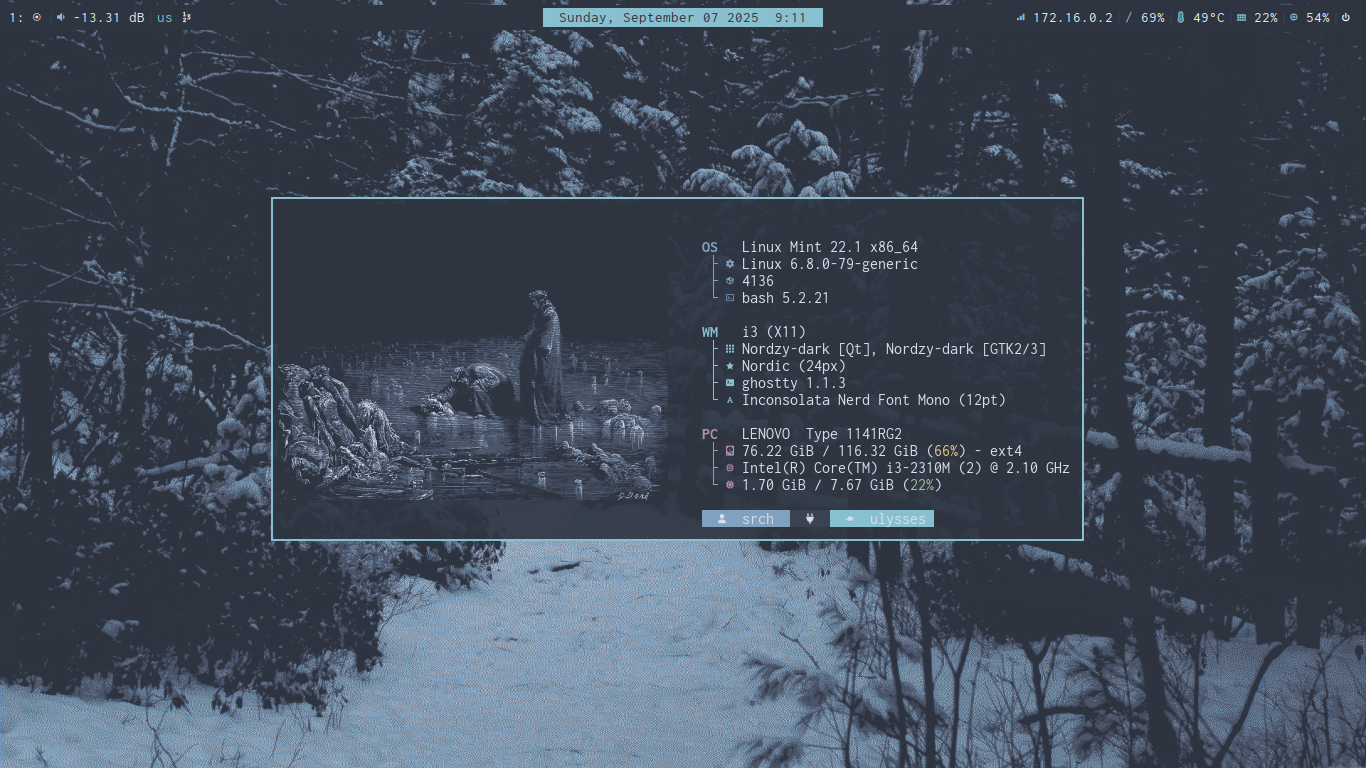 1: -13.31 dB us
Sunday, September 07 2025 9:11
172.16.0.2 / 69% 49°C 22% 54%
OS Linux Mint 22.1 x86_64
Linux 6.8.0-79-generic
4136
bash 5.2.21
WM i3 (X11)
Nordzy-dark [Qt], Nordzy-dark [GTK2/3]
Nordic (24px)
ghostty 1.1.3
Inconsolata Nerd Font Mono (12pt)
PC LENOVO Type 1141RG2
76.22 GiB / 116.32 GiB (66%) - ext4
Intel(R) Core(TM) i3-2310M (2) @ 2.10 GHz
1.70 GiB / 7.67 GiB (22%)
G Doré
srch ulysses